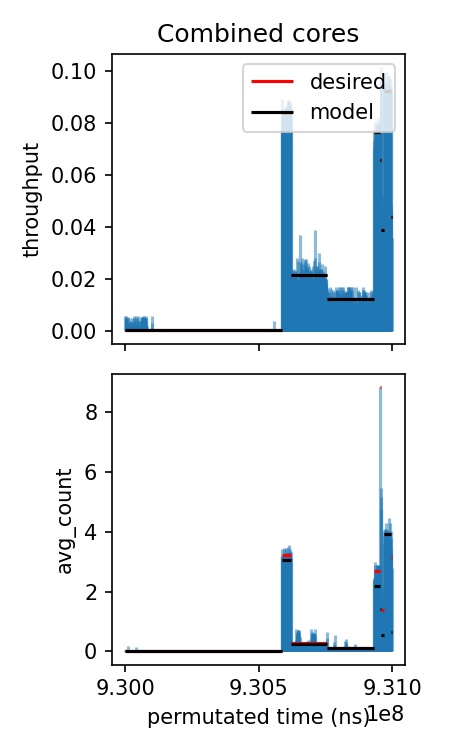 Combined cores
desired
model
throughput
0.10
0.08
0.06
0.04
0.02
0.00
avg_count
8
6
4
2
0
9.300
9.305
9.310
permutated time (ns)
1e8